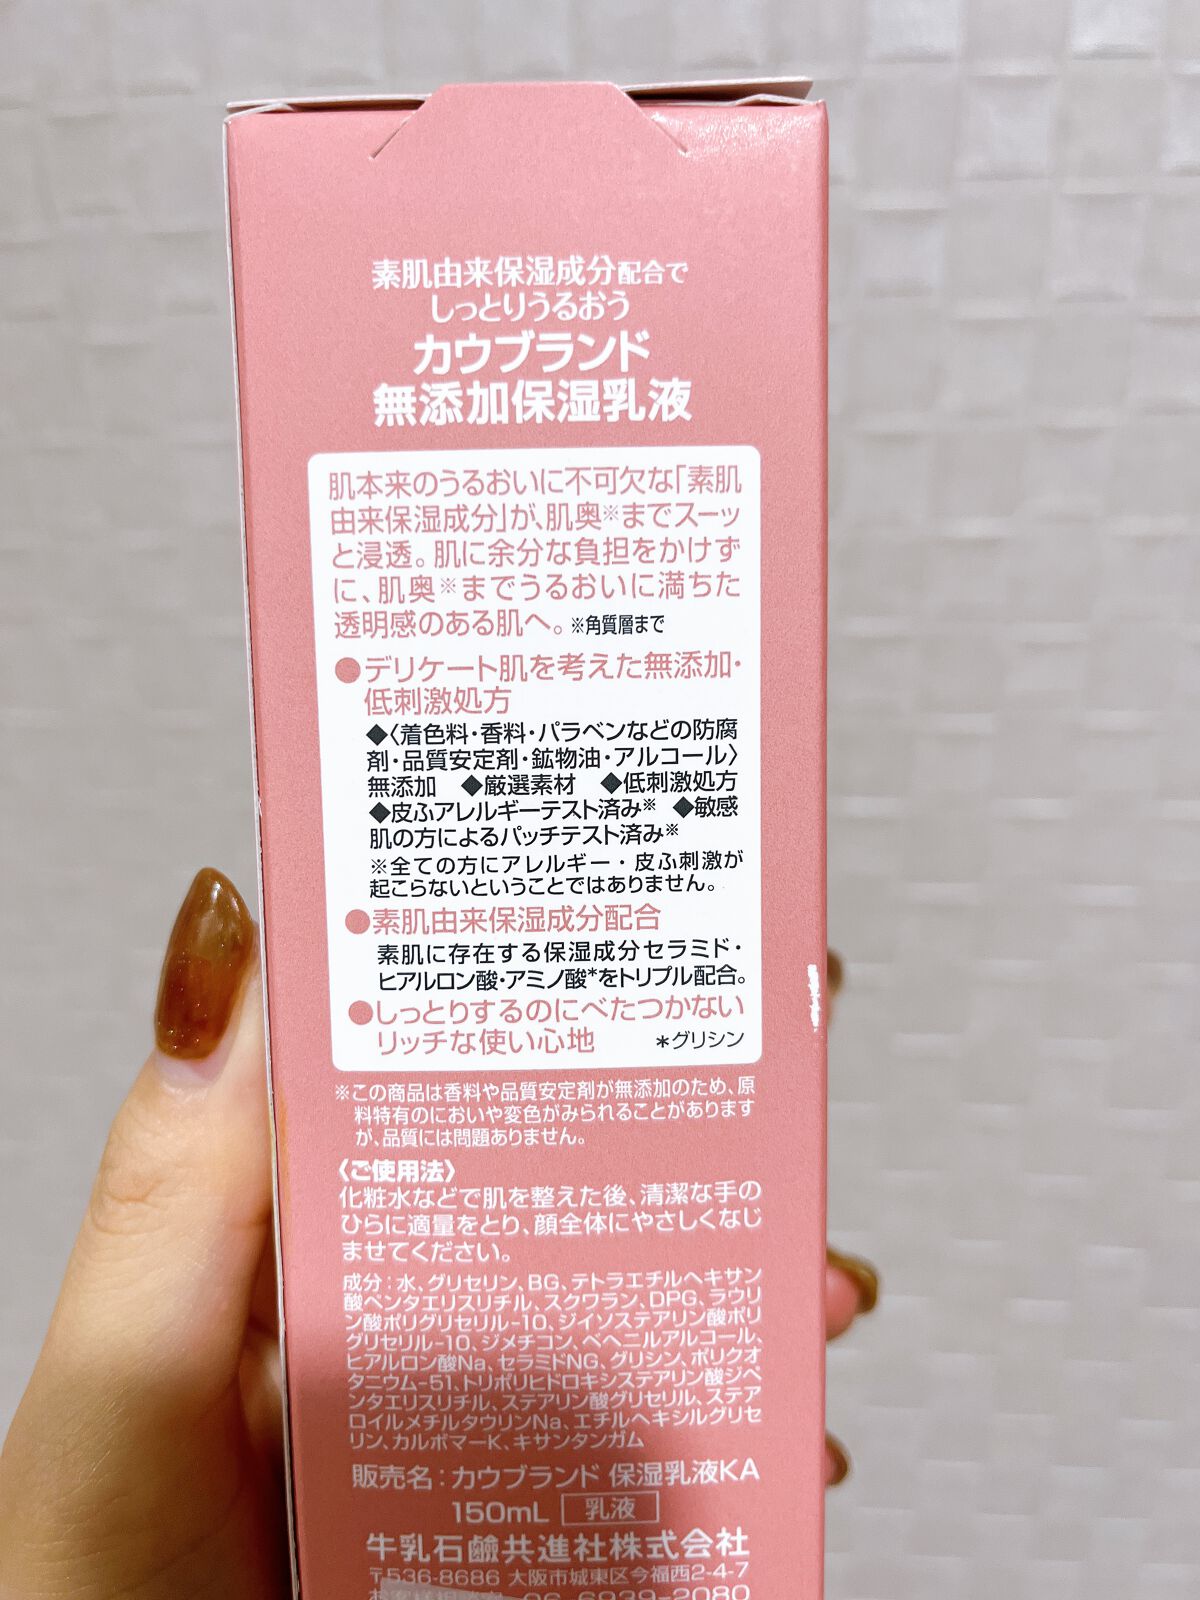 素肌由来保湿成分配合で
しっとりうるおう
カウブランド
無添加保湿乳液
肌本来のうるおいに不可欠な「素肌
由来保湿成分」が、肌奥※までスーッ
と浸透。肌に余分な負担をかけず
に、肌奥※までうるおいに満ちた
透明感のある肌へ。※角質層まで
●デリケート肌を考えた無添加・
低刺激処方
◆〈着色料・香料・パラベンなどの防腐
剤・品質安定剤・鉱物油・アルコール〉
無添加 ◆厳選素材 ◆低刺激処方
◆皮ふアレルギーテスト済み※ ◆敏感
肌の方によるパッチテスト済み※
※全ての方にアレルギー・皮ふ刺激が
起こらないということではありません。
●素肌由来保湿成分配合
素肌に存在する保湿成分セラミド・
ヒアルロン酸・アミノ酸*をトリプル配合。
●しっとりするのにべたつかない
リッチな使い心地 *グリシン
※この商品は香料や品質安定剤が無添加のため、原
料特有のにおいや変色がみられることがあります
が、品質には問題ありません。
〈ご使用法〉
化粧水などで肌を整えた後、清潔な手の
ひらに適量をとり、顔全体にやさしくなじ
ませてください。
成分：水、グリセリン、BG、テトラエチルヘキサン
酸ペンタエリスリチル、スクワラン、DPG、ラウリ
ン酸ポリグリセリル-10、ジイソステアリン酸ポリ
グリセリル-10、ジメチコン、ベヘニルアルコール、
ヒアルロン酸Na、セラミドNG、グリシン、ポリクオ
タニウム-51、トリポリヒドロキシステアリン酸ジペ
ンタエリスリチル、ステアリン酸グリセリル、ステア
ロイルメチルタウリンNa、エチルヘキシルグリセ
リン、カルボマーK、キサンタンガム
販売名：カウブランド 保湿乳液KA
150mL 乳液
牛乳石鹼共進社株式会社
〒536-8686 大阪市城東区今福西2-4-7
お客様相談室 06-6939-2080